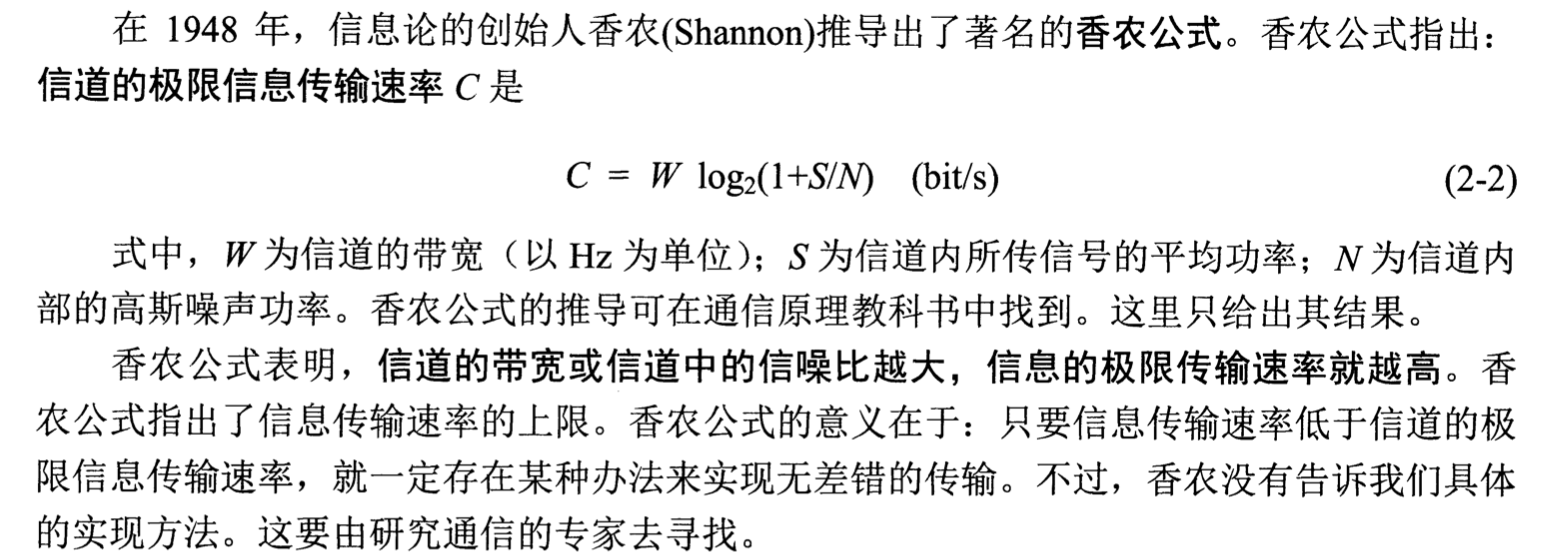 在 1948 年，信息论的创始人香农(Shannon)推导出了著名的香农公式。香农公式指出：
信道的极限信息传输速率 C 是
C = W log₂(1+S/N) (bit/s) (2-2)
式中，W 为信道的带宽（以 Hz 为单位）；S 为信道内所传信号的平均功率；N 为信道内
部的高斯噪声功率。香农公式的推导可在通信原理教科书中找到。这里只给出其结果。
香农公式表明，信道的带宽或信道中的信噪比越大，信息的极限传输速率就越高。香
农公式指出了信息传输速率的上限。香农公式的意义在于：只要信息传输速率低于信道的极
限信息传输速率，就一定存在某种办法来实现无差错的传输。不过，香农没有告诉我们具体
的实现方法。这要由研究通信的专家去寻找。